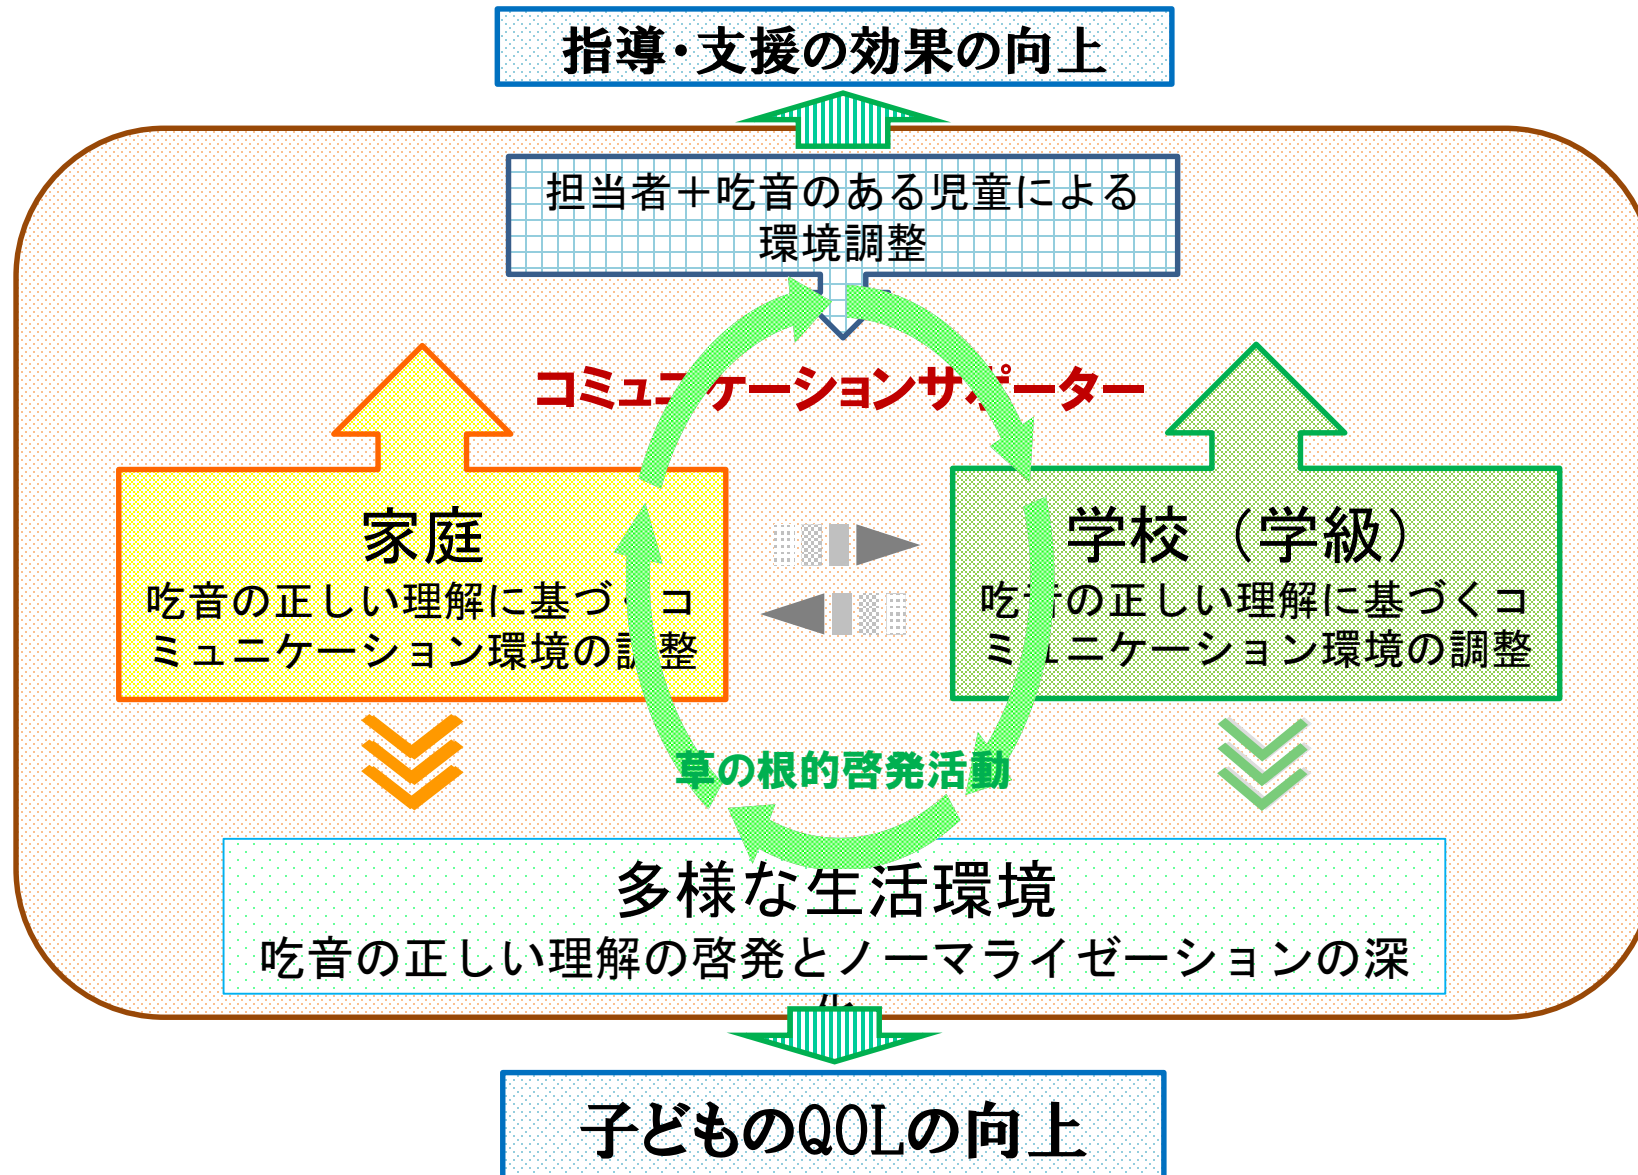 指導・支援の効果の向上
担当者＋吃音のある児童による
環境調整
コミュニケーションサポーター
家庭
吃音の正しい理解に基づくコ
ミュニケーション環境の調整
学校（学級）
吃音の正しい理解に基づくコ
ミュニケーション環境の調整
草の根的啓発活動
多様な生活環境
吃音の正しい理解の啓発とノーマライゼーションの深
化
子どものQOLの向上